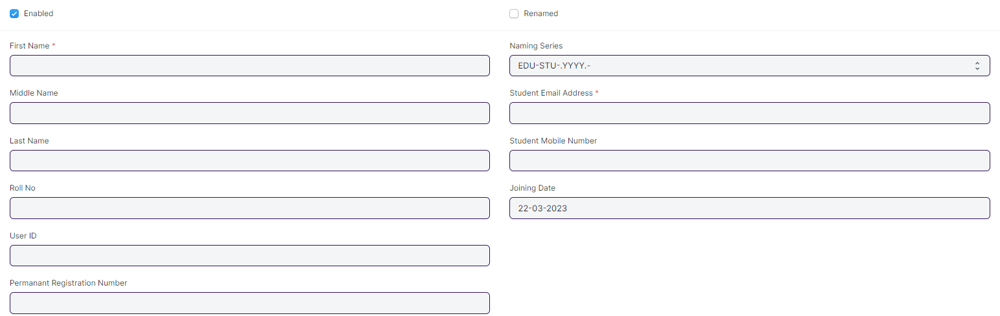 Enabled
Renamed
First Name *
Naming Series
EDU-STU-.YYYY.-
Middle Name
Student Email Address *
Last Name
Student Mobile Number
Roll No
Joining Date
22-03-2023
User ID
Permanant Registration Number